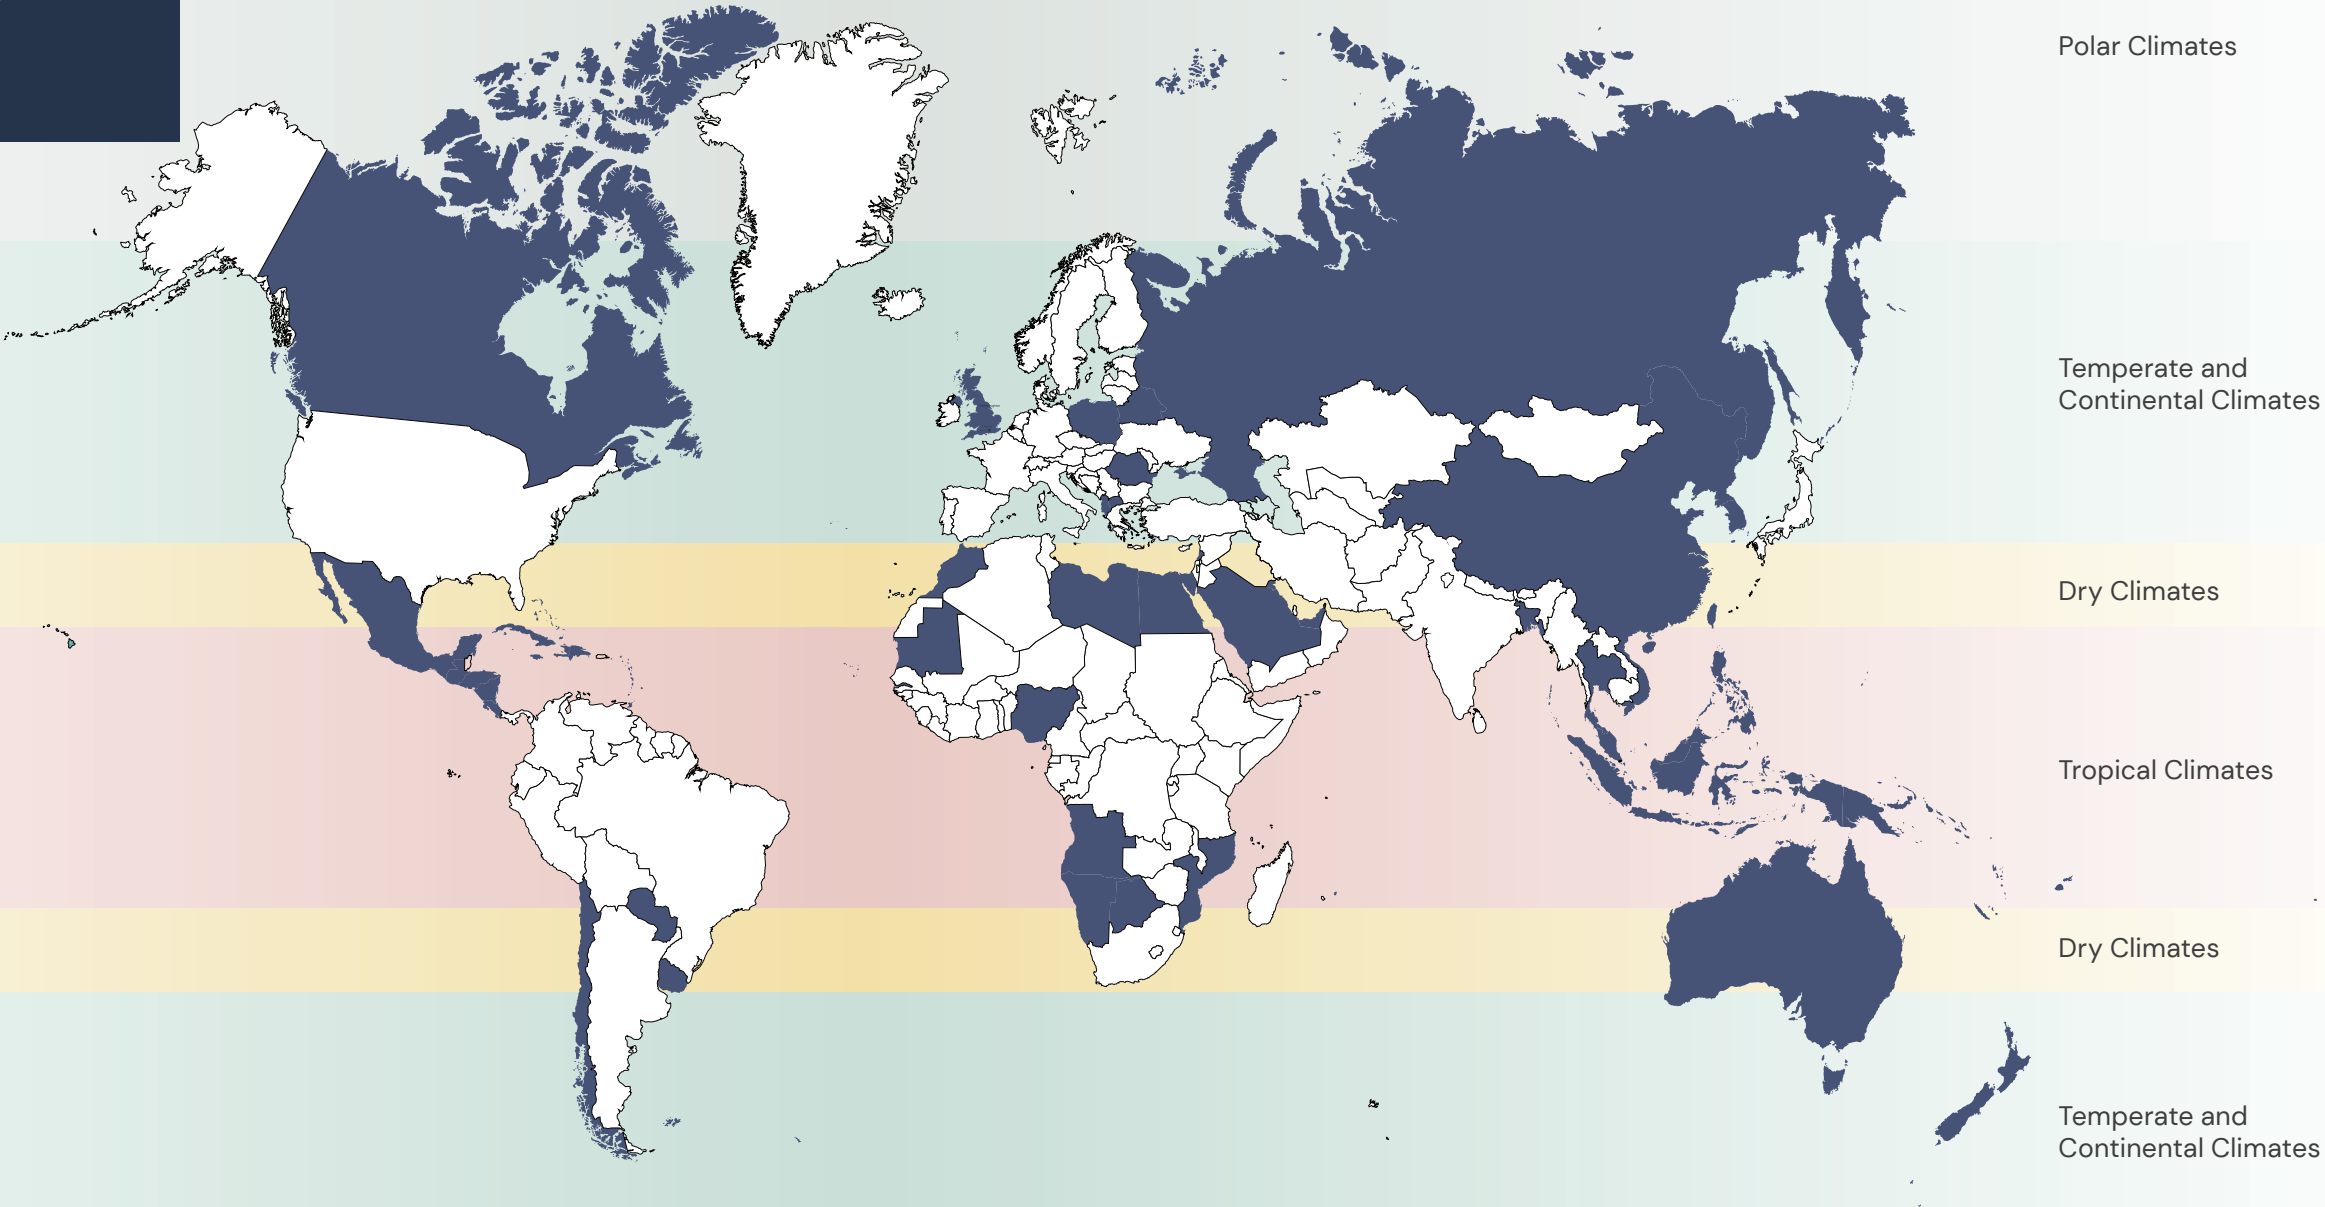 Polar Climates
Temperate and
Continental Climates
Dry Climates
Tropical Climates
Dry Climates
Temperate and
Continental Climates